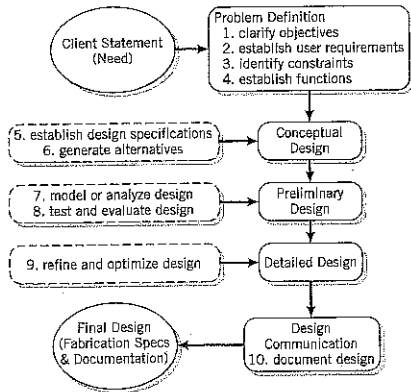 Client Statement
(Need)
Problem Definition
1. clarify objectives
2. establish user requirements
3. identify constraints
4. establish functions
5. establish design specifications
6. generate alternatives
Conceptual
Design
7. model or analyze design
8. test and evaluate design
Preliminary
Design
9. refine and optimize design
Detailed Design
Final Design
(Fabrication Specs
& Documentation)
Design
Communication
10. document design